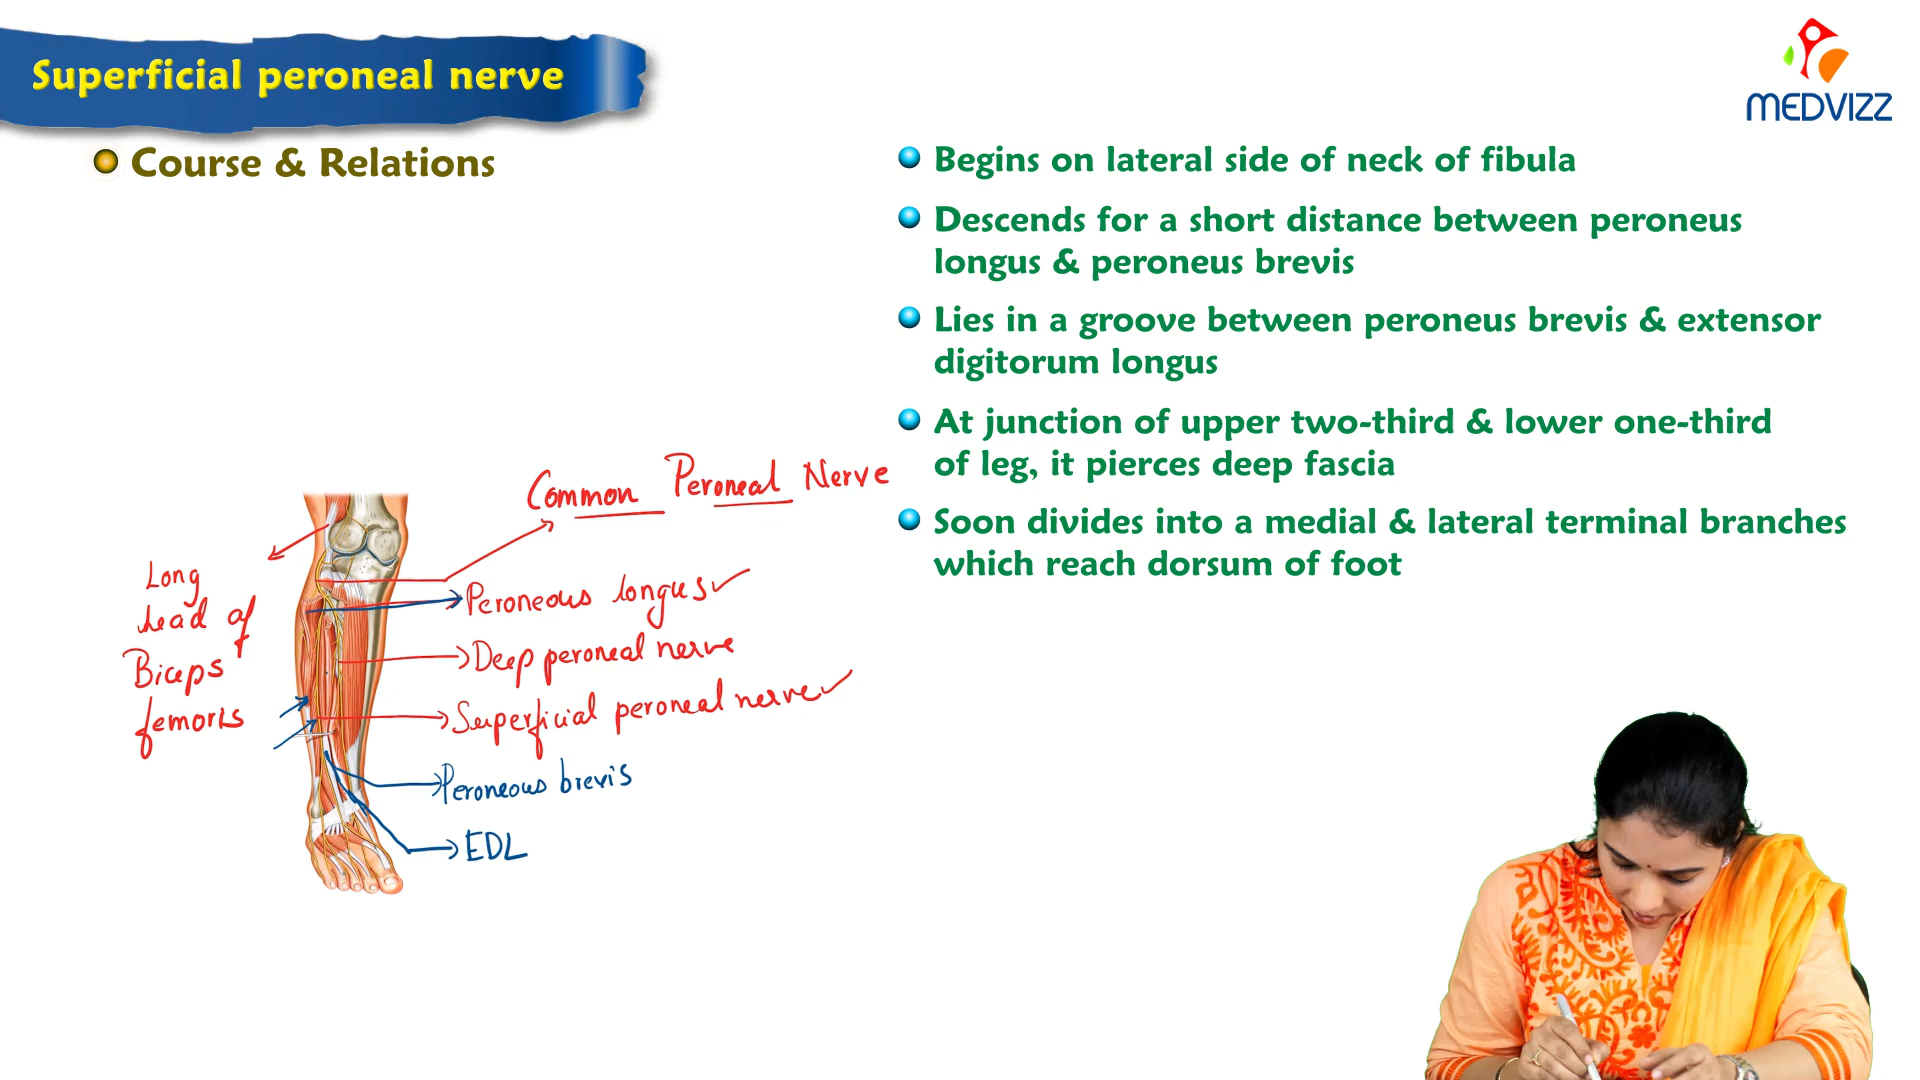 Superficial peroneal nerve
MEDVIZZ
Course & Relations
Begins on lateral side of neck of fibula
Descends for a short distance between peroneus
longus & peroneus brevis
Lies in a groove between peroneus brevis & extensor
digitorum longus
At junction of upper two-third & lower one-third
of leg, it pierces deep fascia
Soon divides into a medial & lateral terminal branches
which reach dorsum of foot
Common Peroneal Nerve
Long
head of
Biceps
femoris
Peroneous longus
Deep peroneal nerve
Superficial peroneal nerve
Peroneous brevis
EDL